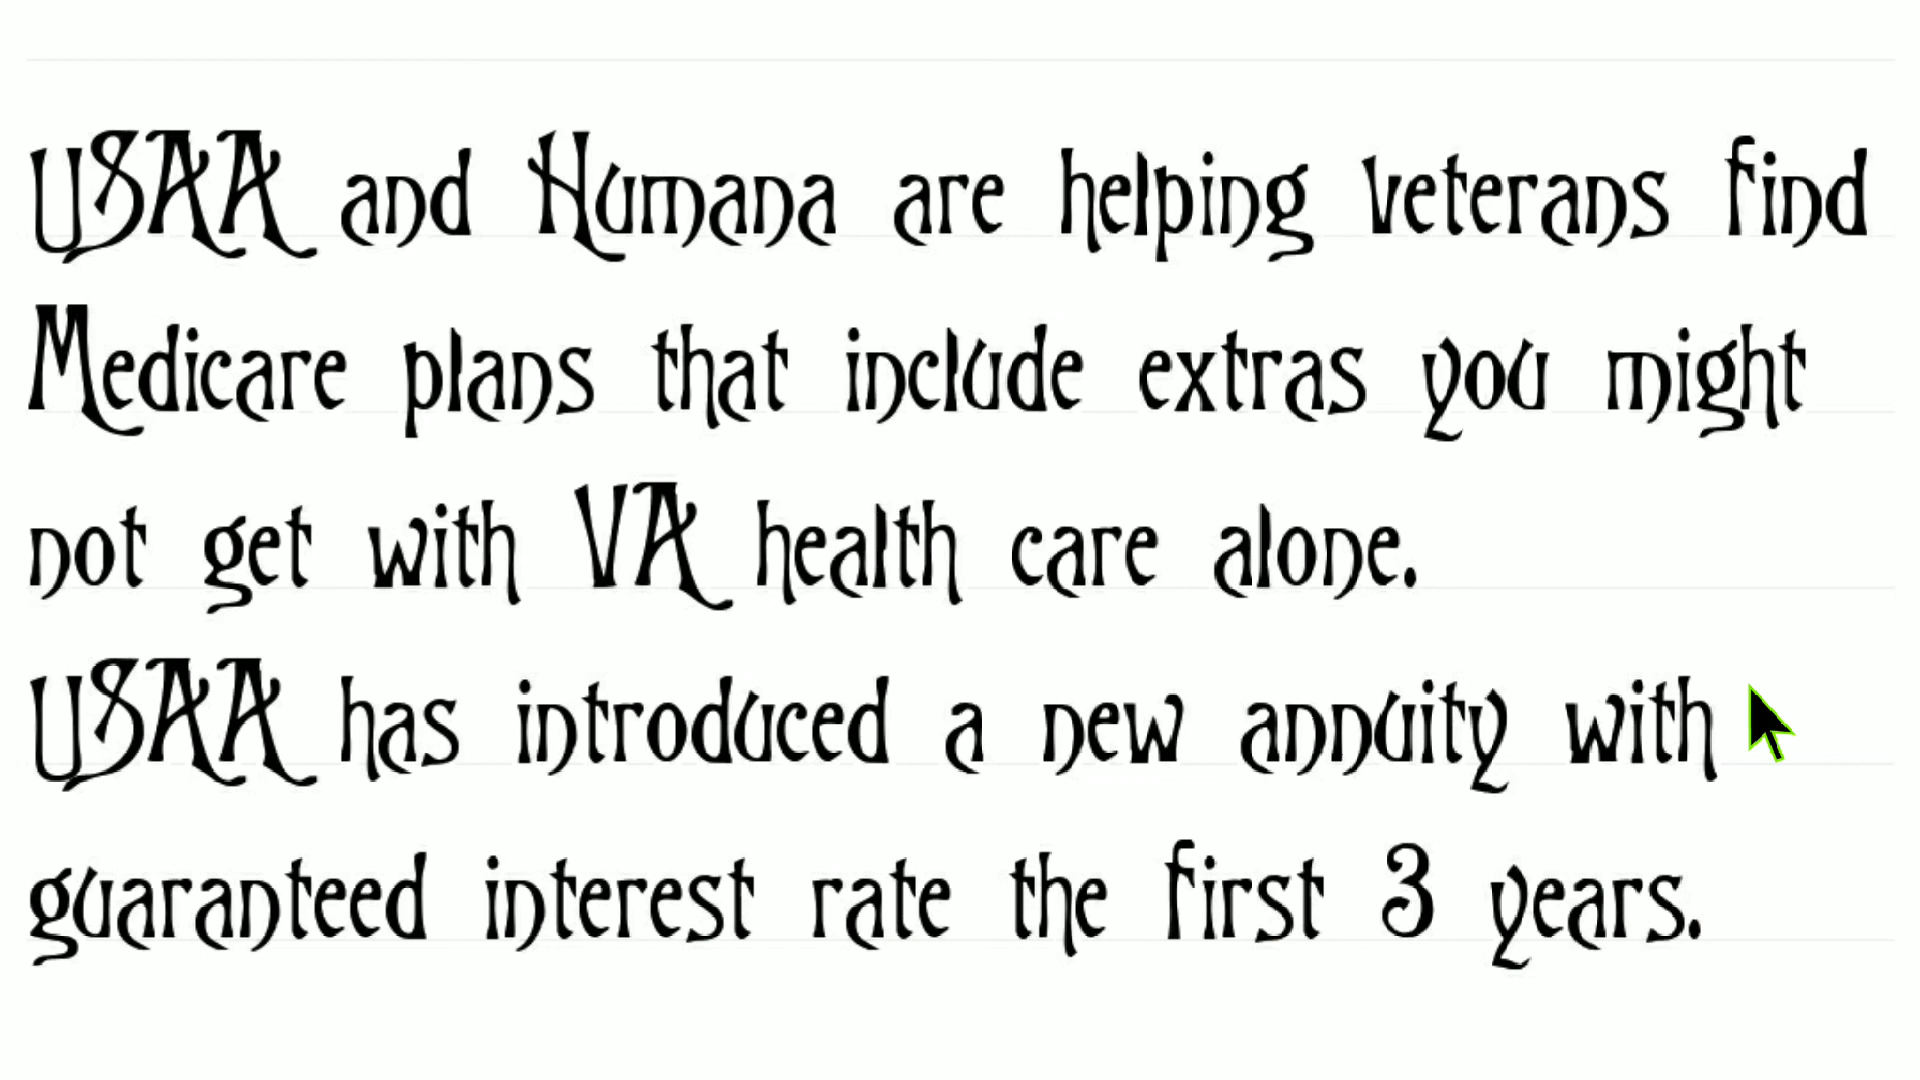 USAA and Humana are helping veterans find
Medicare plans that include extras you might
not get with VA health care alone.
USAA has introduced a new annuity with
guaranteed interest rate the first 3 years.